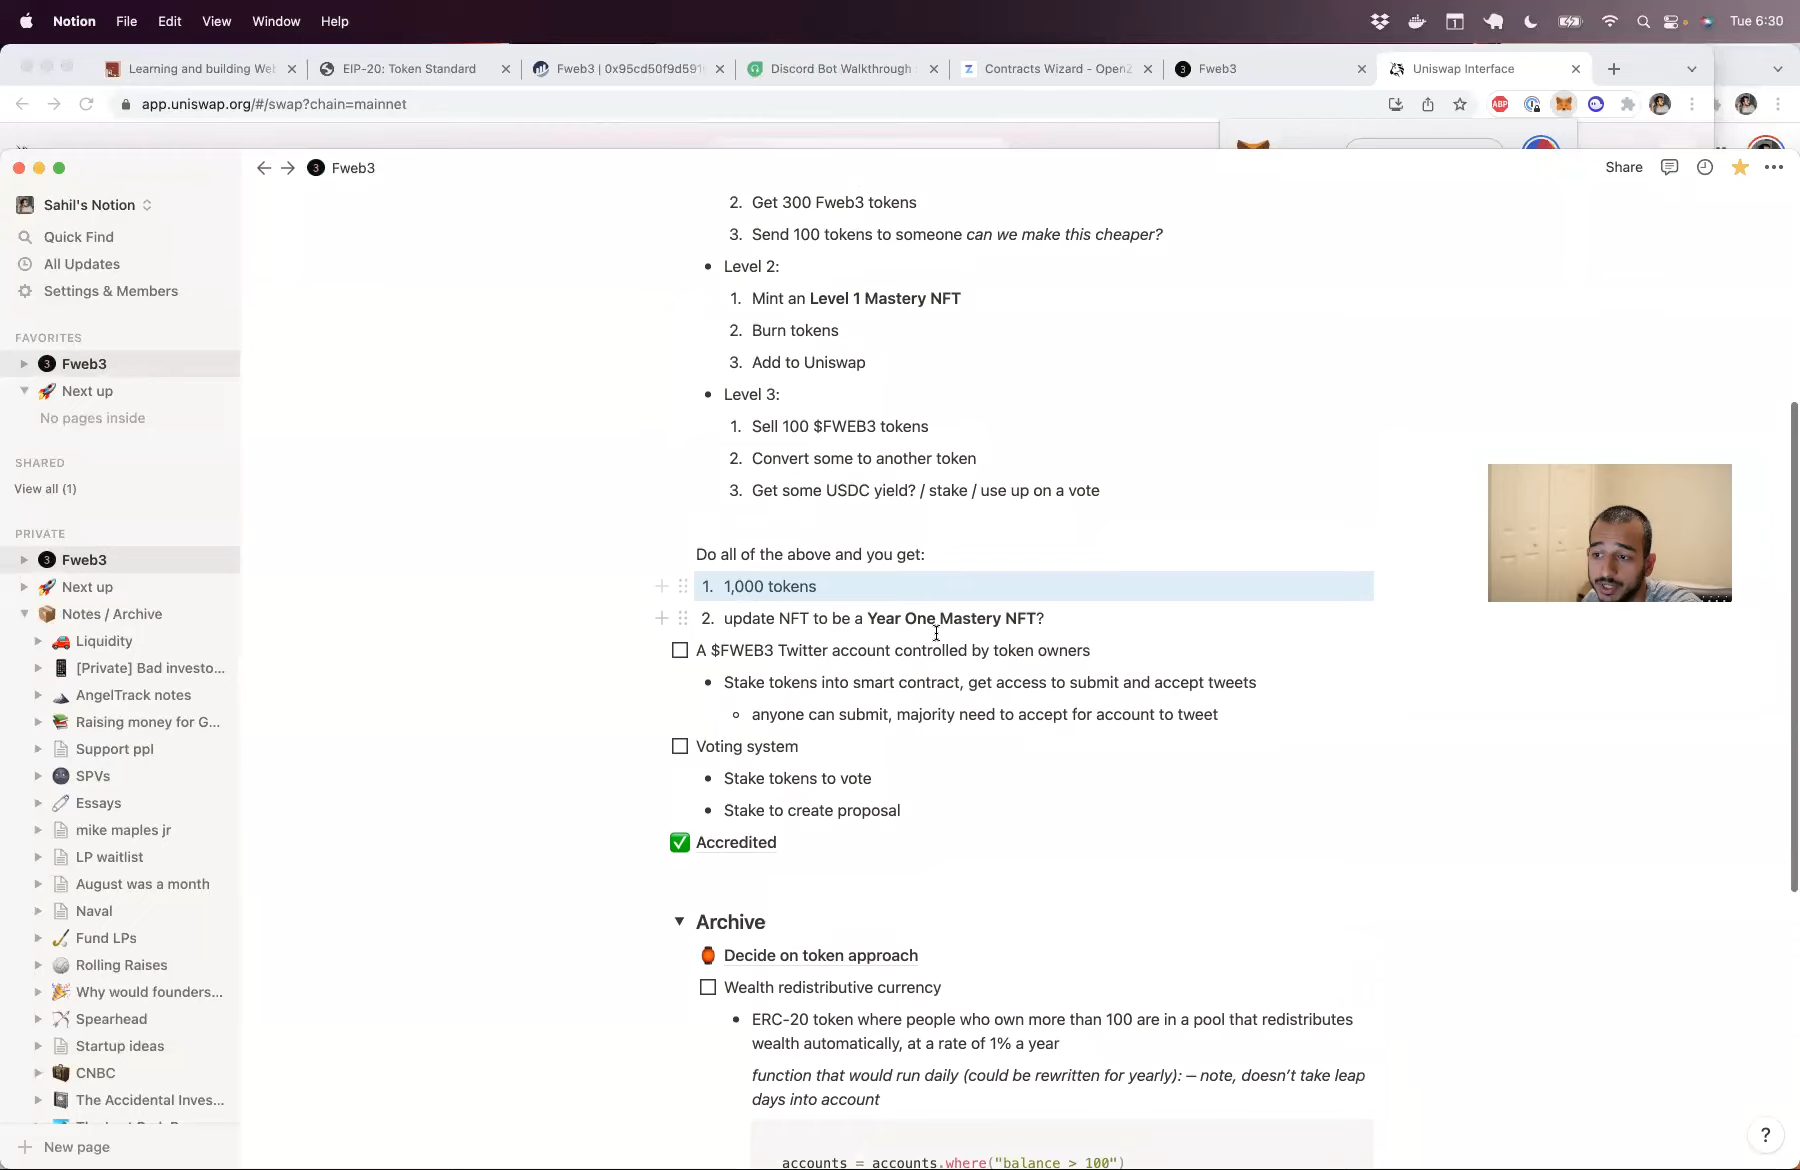 Notion File Edit View Window Help
1
Tue 6:30
Learning and building Web
EIP-20: Token Standard
Fweb3 | 0x95cd50f9d591
Discord Bot Walkthrough
Contracts Wizard - OpenZ
3 Fweb3
Uniswap Interface
app.uniswap.org/#/swap?chain=mainnet
ABP
3 Fweb3
Share
Sahil's Notion
Quick Find
All Updates
Settings & Members
FAVORITES
3 Fweb3
Next up
No pages inside
SHARED
View all (1)
PRIVATE
3 Fweb3
Next up
Notes / Archive
Liquidity
[Private] Bad investo...
AngelTrack notes
Raising money for G...
Support ppl
SPVs
Essays
mike maples jr
LP waitlist
August was a month
Naval
Fund LPs
Rolling Raises
Why would founders...
Spearhead
Startup ideas
CNBC
The Accidental Inves...
New page
2. Get 300 Fweb3 tokens
3. Send 100 tokens to someone can we make this cheaper?
• Level 2:
1. Mint an Level 1 Mastery NFT
2. Burn tokens
3. Add to Uniswap
• Level 3:
1. Sell 100 $FWEB3 tokens
2. Convert some to another token
3. Get some USDC yield? / stake / use up on a vote
Do all of the above and you get:
1. 1,000 tokens
2. update NFT to be a Year One Mastery NFT?
A $FWEB3 Twitter account controlled by token owners
• Stake tokens into smart contract, get access to submit and accept tweets
◦ anyone can submit, majority need to accept for account to tweet
Voting system
• Stake tokens to vote
• Stake to create proposal
✅ Accredited
Archive
Decide on token approach
Wealth redistributive currency
• ERC-20 token where people who own more than 100 are in a pool that redistributes
wealth automatically, at a rate of 1% a year
function that would run daily (could be rewritten for yearly): — note, doesn't take leap
days into account
accounts = accounts.where("balance > 100")
?